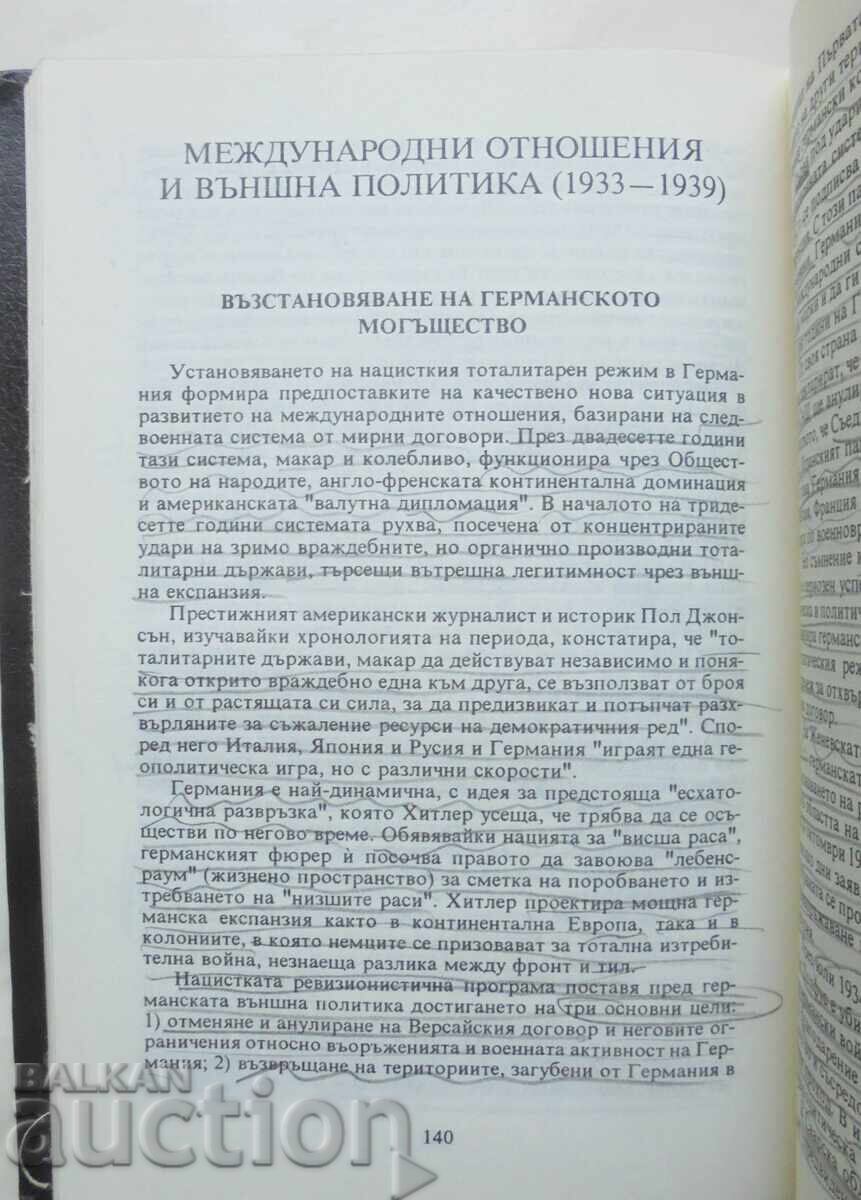 МЕЖДУНАРОДНИ ОТНОШЕНИЯ
И ВЪНШНА ПОЛИТИКА (1933—1939)
ВЪЗСТАНОВЯВАНЕ НА ГЕРМАНСКОТО
МОГЪЩЕСТВО
Установяването на нацисткия тоталитарен режим в Герма-
ния формира предпоставките на качествено нова ситуация в
развитието на международните отношения, базирани на след-
военната система от мирни договори. През двадесетте години
тази система, макар и колебливо, функционира чрез Общест-
вото на народите, англо-френската континентална доминация
и американската "валутна дипломация". В началото на триде-
сетте години системата рухва, посечена от концентрираните
удари на зримо враждебните, но органично производни тота-
литарни държави, търсещи вътрешна легитимност чрез външ-
на експанзия.
Престижният американски журналист и историк Пол Джон-
сън, изучавайки хронологията на периода, констатира, че "то-
талитарните държави, макар да действуват независимо и поня-
кога открито враждебно една към друга, се възползват от броя
си и от растящата си сила, за да предизвикат и потъпчат разх-
върляните за съжаление ресурси на демократичния ред". Спо-
ред него Италия, Япония и Русия и Германия "играят една ге-
ополитическа игра, но с различни скорости".
Германия е най-динамична, с идея за предстояща "есхато-
логична развръзка", която Хитлер усеща, че трябва да се осъ-
ществи по негово време. Обявявайки нацията за "висша раса",
германският фюрер ѝ посочва правото да завоюва "лебенс-
раум" (жизнено пространство) за сметка на поробването и из-
требването на "низшите раси". Хитлер проектира мощна гер-
манска експанзия както в континентална Европа, така и в
колониите, в която немците се призовават за тотална изтреби-
телна война, незнаеща разлика между фронт и тил.
Нацистката ревизионистична програма поставя пред гер-
манската външна политика достигането на три основни цели:
1) отменяне и анулиране на Версайския договор и неговите ог-
раничения относно въоръженията и военната активност на Гер-
мания; 2) възвръщане на териториите, загубени от Германия в
140
BALKAN
auction